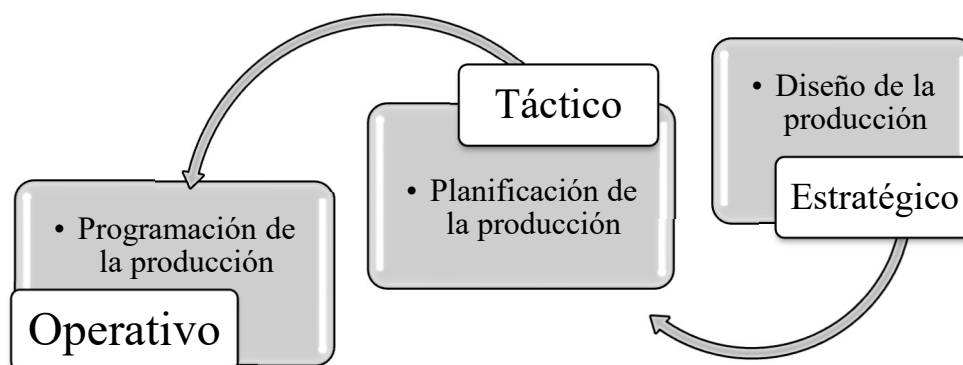 • Programación de
la producción
Operativo
Táctico
• Planificación de
la producción
• Diseño de la
producción
Estratégico